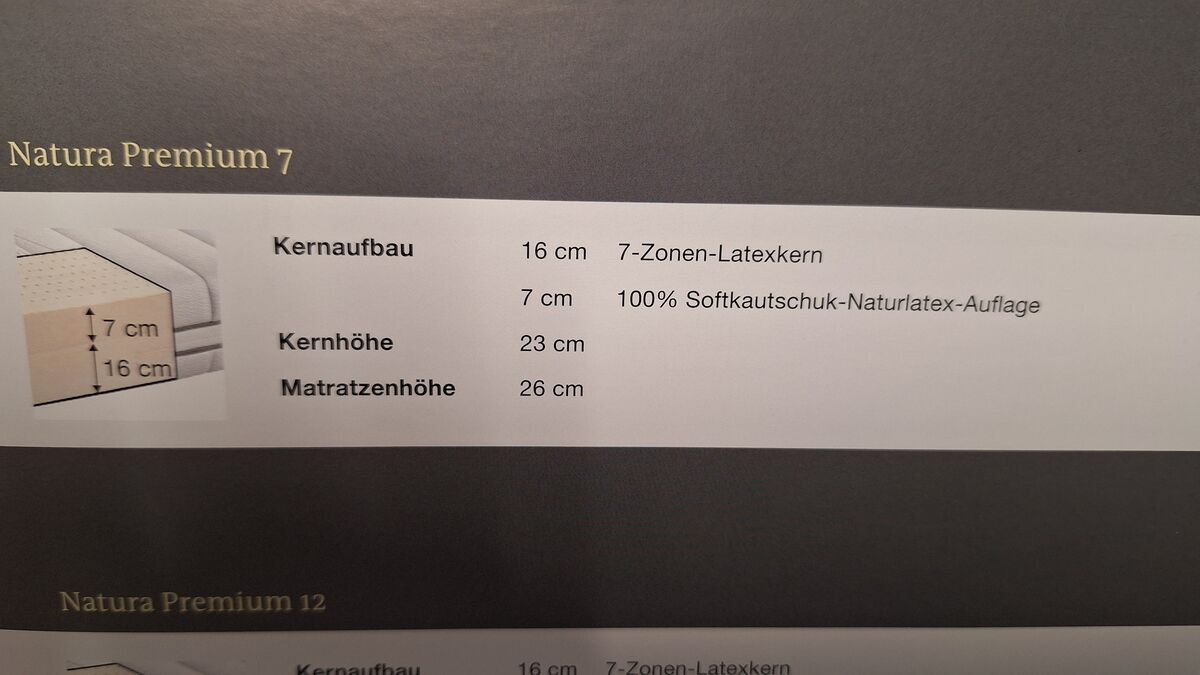 Natura Premium 7
Kernaufbau 16 cm 7-Zonen-Latexkern
7 cm 100% Softkautschuk-Naturlatex-Auflage
Kernhöhe 23 cm
Matratzenhöhe 26 cm
7 cm
16 cm
Natura Premium 12
Kernaufbau 16 cm 7-Zonen-Latexkern